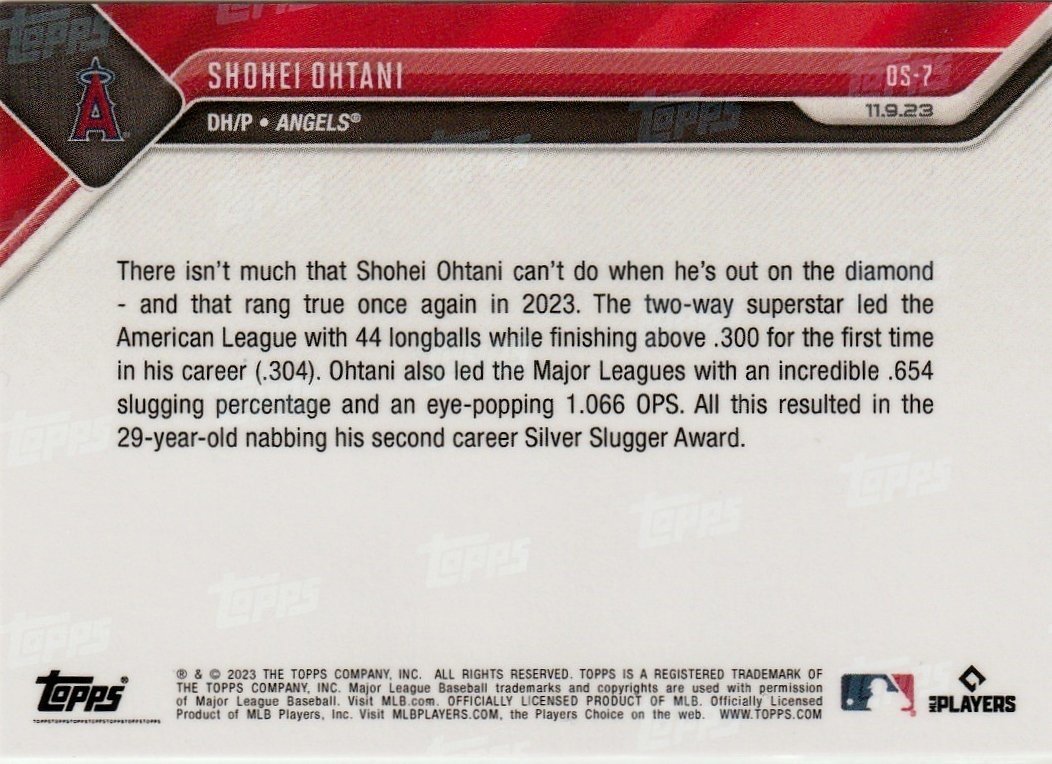 SHOHEI OHTANI
OS-7
DH/P • ANGELS®
11.9.23
There isn't much that Shohei Ohtani can't do when he's out on the diamond
- and that rang true once again in 2023. The two-way superstar led the
American League with 44 longballs while finishing above .300 for the first time
in his career (.304). Ohtani also led the Major Leagues with an incredible .654
slugging percentage and an eye-popping 1.066 OPS. All this resulted in the
29-year-old nabbing his second career Silver Slugger Award.
Topps®
® & © 2023 THE TOPPS COMPANY, INC. ALL RIGHTS RESERVED. TOPPS IS A REGISTERED TRADEMARK OF
THE TOPPS COMPANY, INC. Major League Baseball trademarks and copyrights are used with permission
of Major League Baseball. Visit MLB.com. OFFICIALLY LICENSED PRODUCT OF MLB. Officially Licensed
Product of MLB Players, Inc. Visit MLBPLAYERS.COM, the Players Choice on the web. WWW.TOPPS.COM
MLB PLAYERS